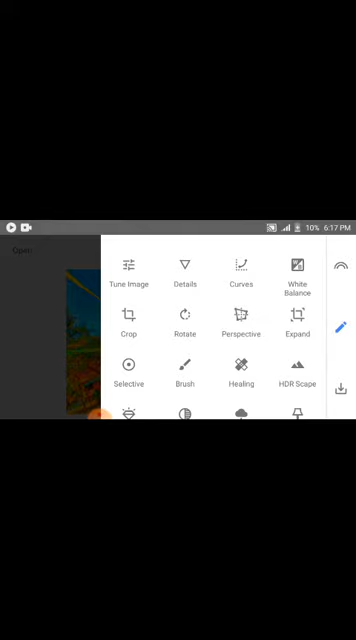 10% 6:17 PM
Open
Tune Image Details Curves White Balance
Crop Rotate Perspective Expand
Selective Brush Healing HDR Scape